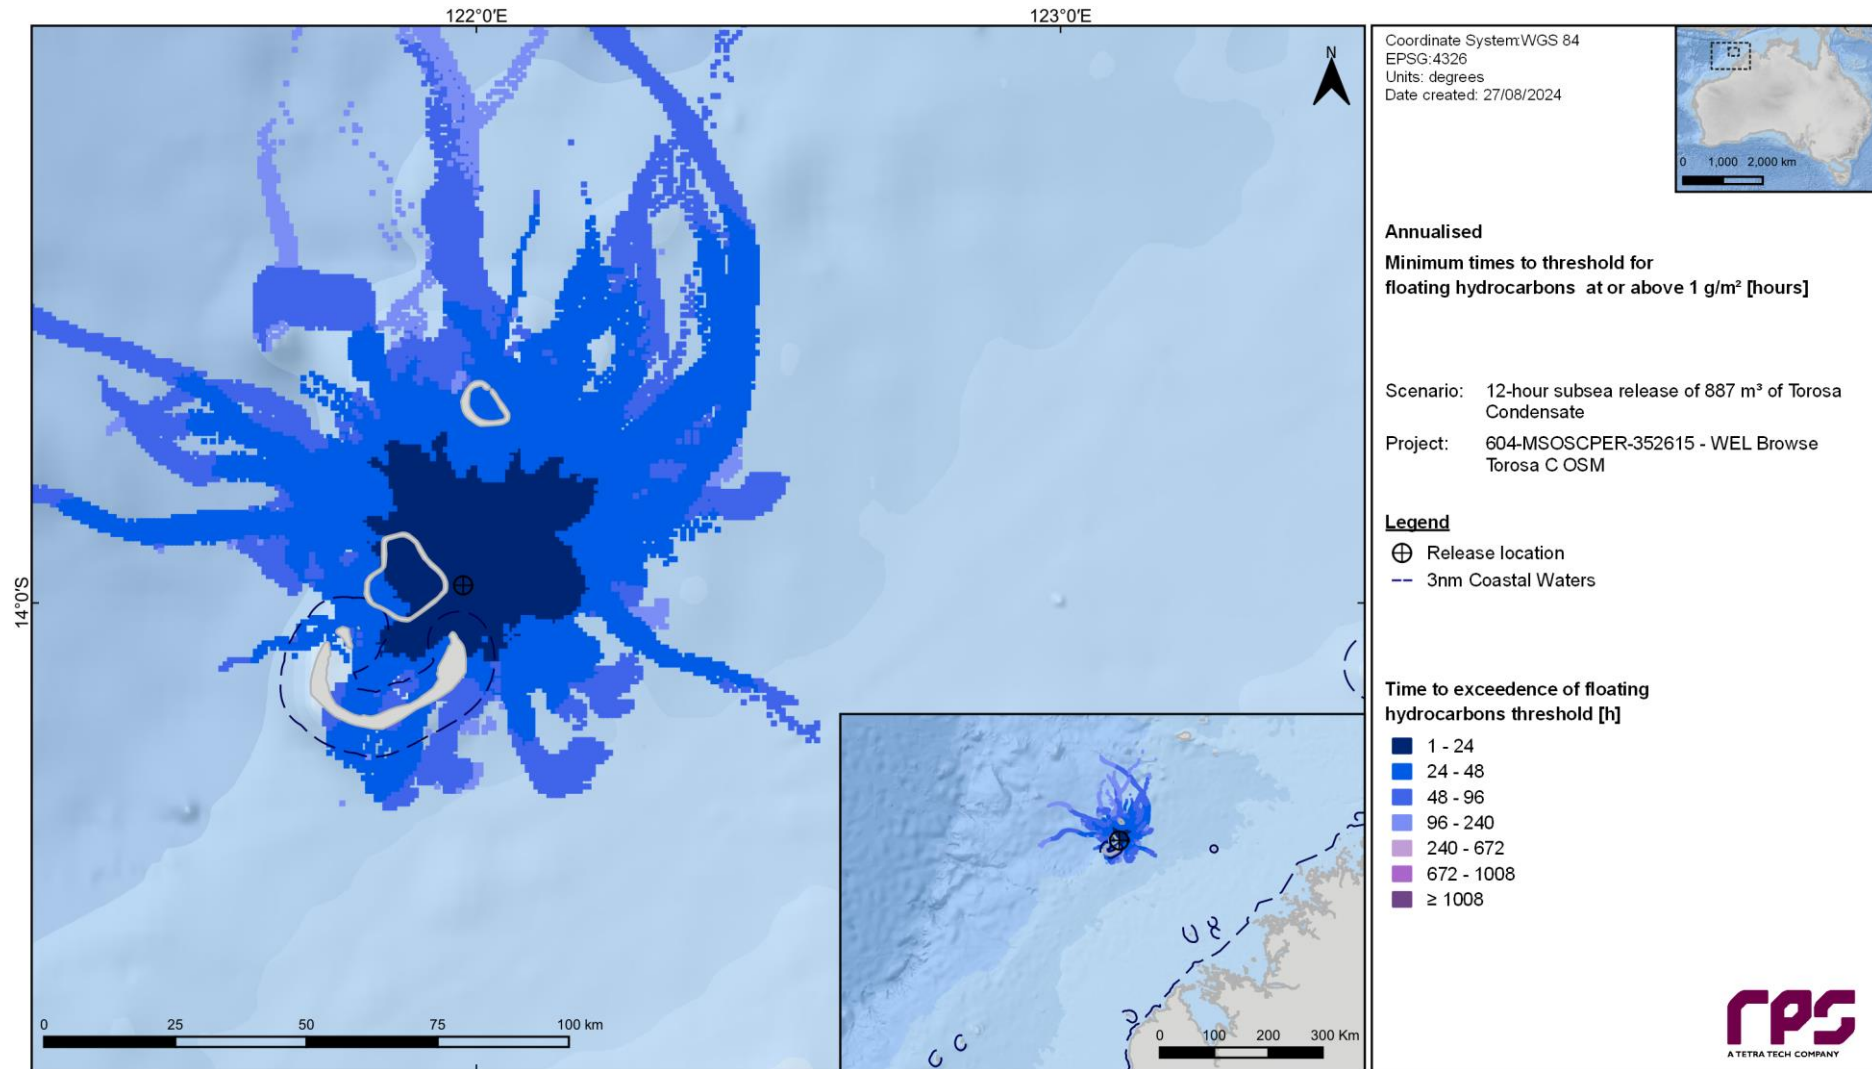 122°0'E
123°0'E
14°0'S
N
0 25 50 75 100 km
0 100 200 300 Km
Coordinate System:WGS 84
EPSG:4326
Units: degrees
Date created: 27/08/2024
0 1,000 2,000 km
Annualised
Minimum times to threshold for
floating hydrocarbons at or above 1 g/m² [hours]
Scenario: 12-hour subsea release of 887 m³ of Torosa
Condensate
Project: 604-MSOSCPER-352615 - WEL Browse
Torosa C OSM
Legend
Release location
3nm Coastal Waters
Time to exceedence of floating
hydrocarbons threshold [h]
1 - 24
24 - 48
48 - 96
96 - 240
240 - 672
672 - 1008
≥ 1008
rps
A TETRA TECH COMPANY